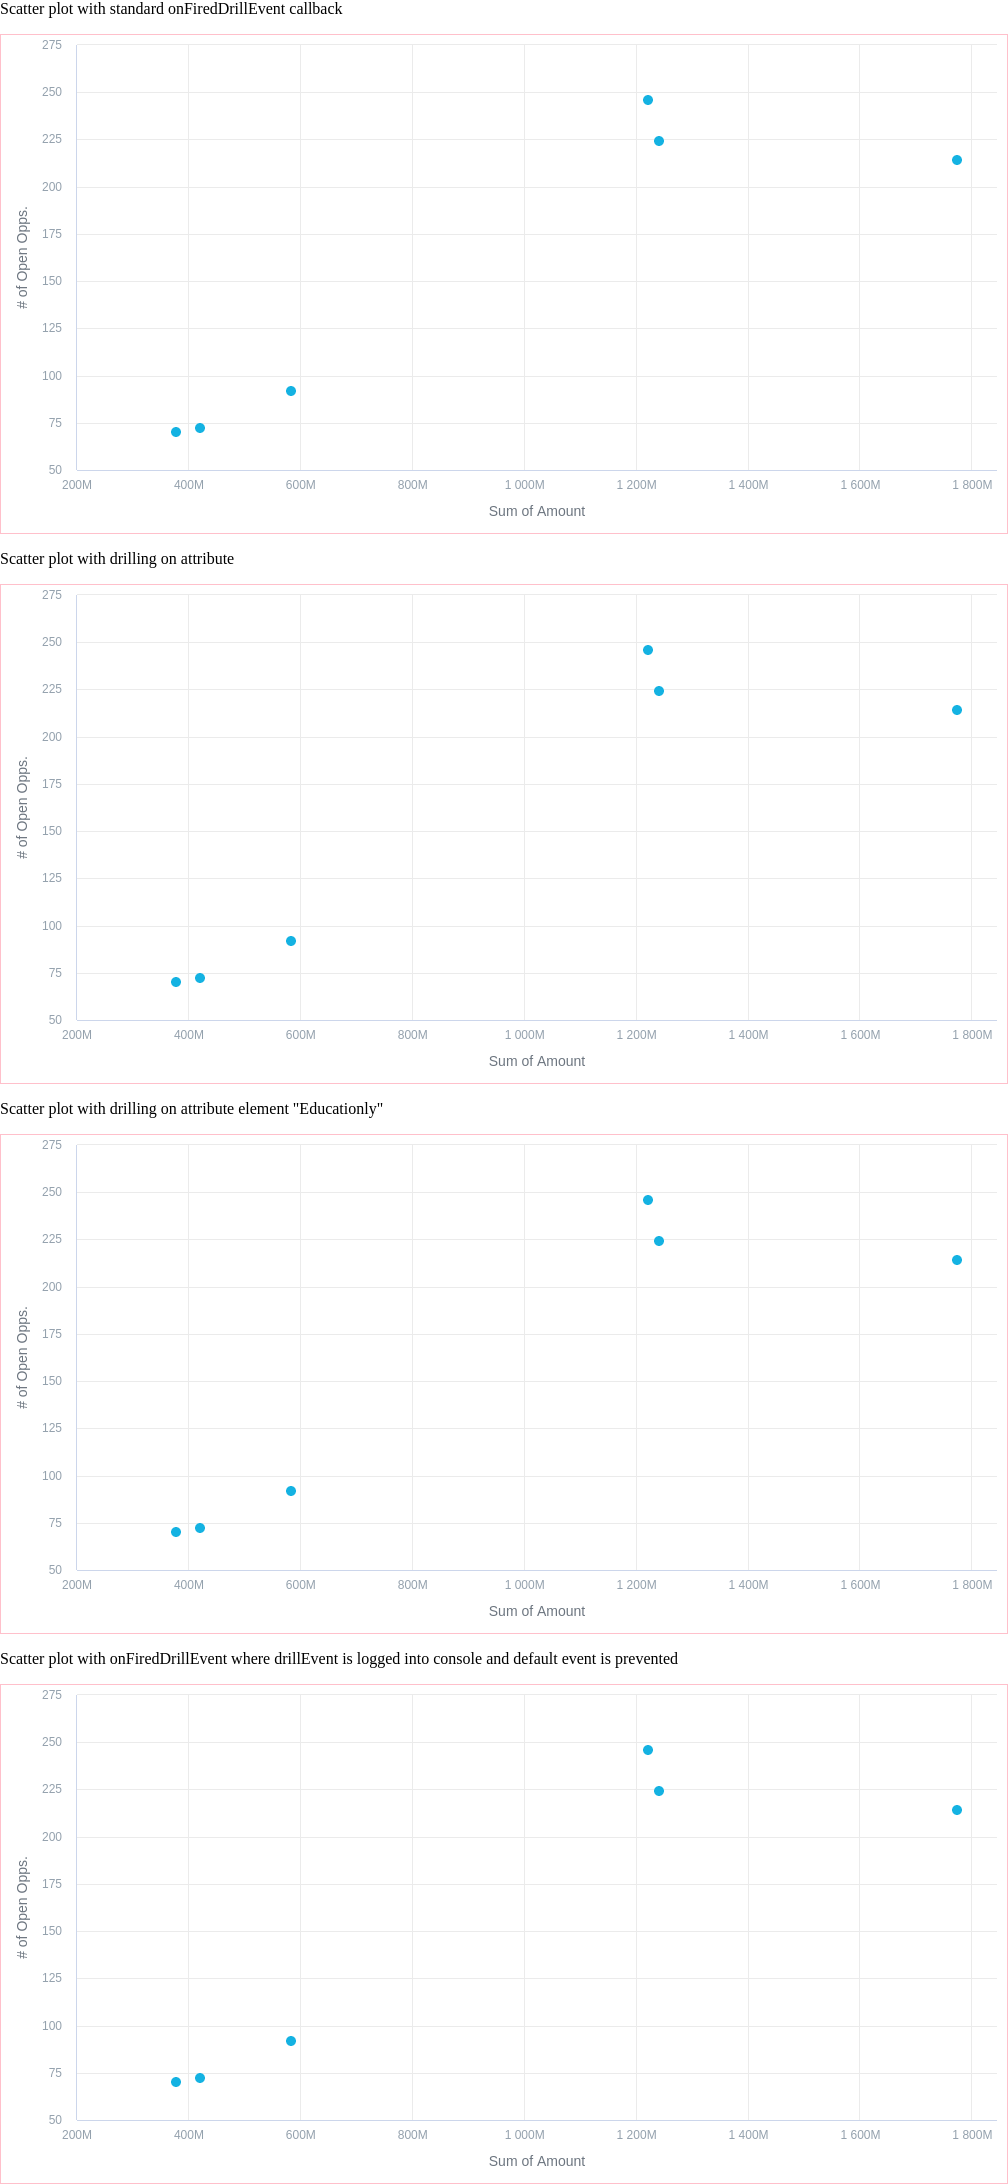 Scatter plot with standard onFiredDrillEvent callback
275
250
225
200
175
150
125
100
75
50
# of Open Opps.
200M 400M 600M 800M 1 000M 1 200M 1 400M 1 600M 1 800M
Sum of Amount
Scatter plot with drilling on attribute
275
250
225
200
175
150
125
100
75
50
# of Open Opps.
200M 400M 600M 800M 1 000M 1 200M 1 400M 1 600M 1 800M
Sum of Amount
Scatter plot with drilling on attribute element "Educationly"
275
250
225
200
175
150
125
100
75
50
# of Open Opps.
200M 400M 600M 800M 1 000M 1 200M 1 400M 1 600M 1 800M
Sum of Amount
Scatter plot with onFiredDrillEvent where drillEvent is logged into console and default event is prevented
275
250
225
200
175
150
125
100
75
50
# of Open Opps.
200M 400M 600M 800M 1 000M 1 200M 1 400M 1 600M 1 800M
Sum of Amount